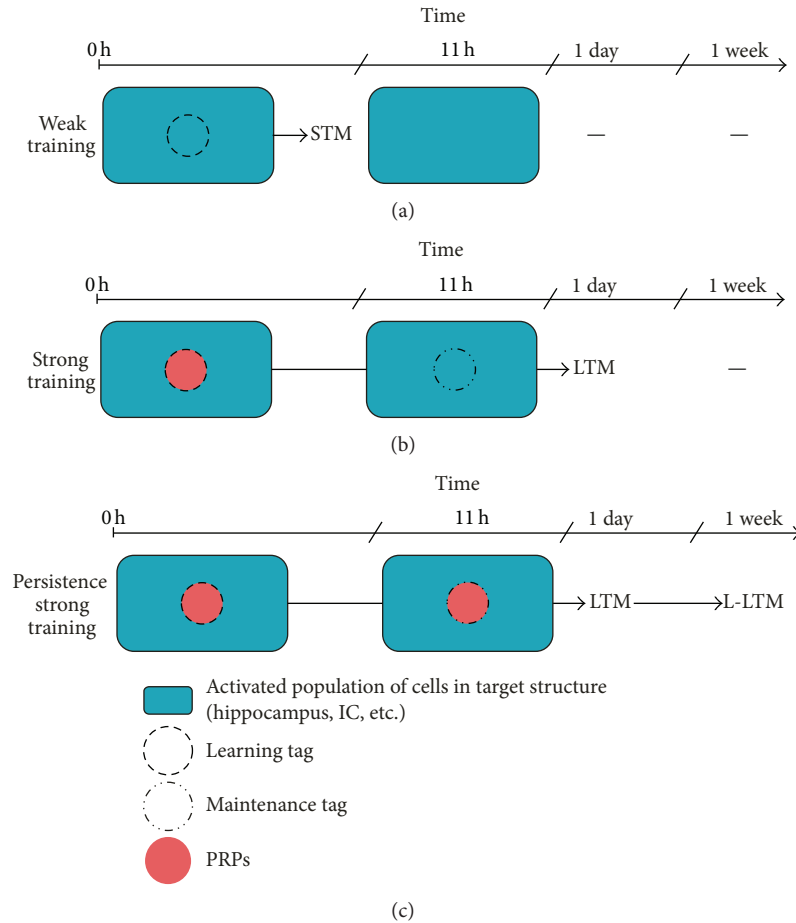 Time
0 h
11 h
1 day
1 week
Weak
training
STM
—
—
(a)
Time
0 h
11 h
1 day
1 week
Strong
training
LTM
—
(b)
Time
0 h
11 h
1 day
1 week
Persistence
strong
training
LTM
L-LTM
Activated population of cells in target structure
(hippocampus, IC, etc.)
Learning tag
Maintenance tag
PRPs
(c)